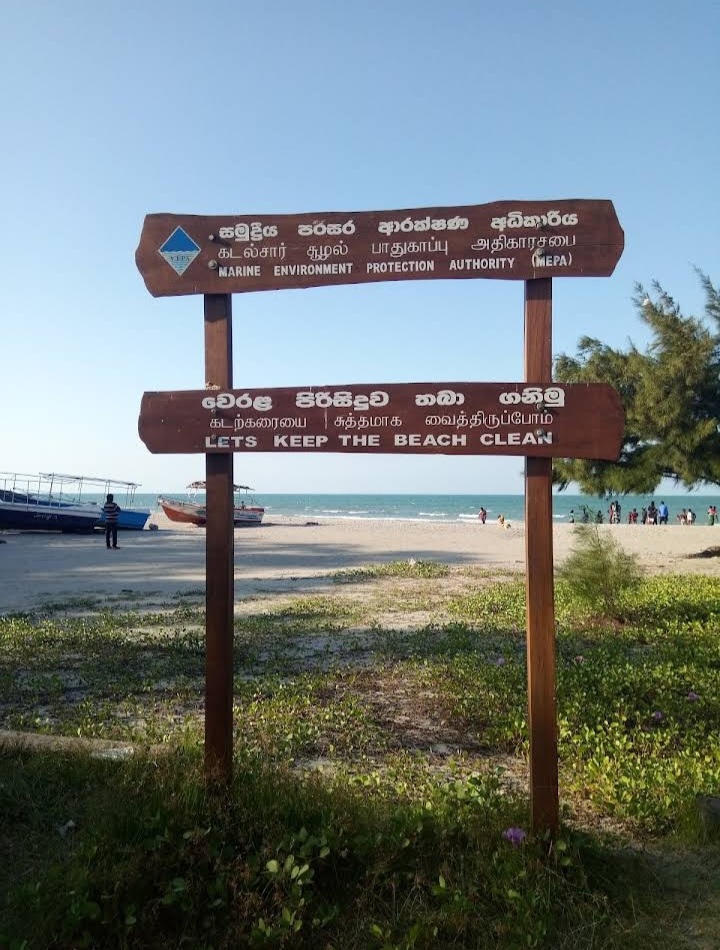 සමුද්‍රීය පරිසර ආරක්ෂණ අධිකාරිය
கடல்சார் சூழல் பாதுகாப்பு அதிகாரசபை
MEPA
MARINE ENVIRONMENT PROTECTION AUTHORITY (MEPA)
වෙරළ පිරිසිදුව තබා ගනිමු
கடற்கரையை சுத்தமாக வைத்திருப்போம்
LETS KEEP THE BEACH CLEAN